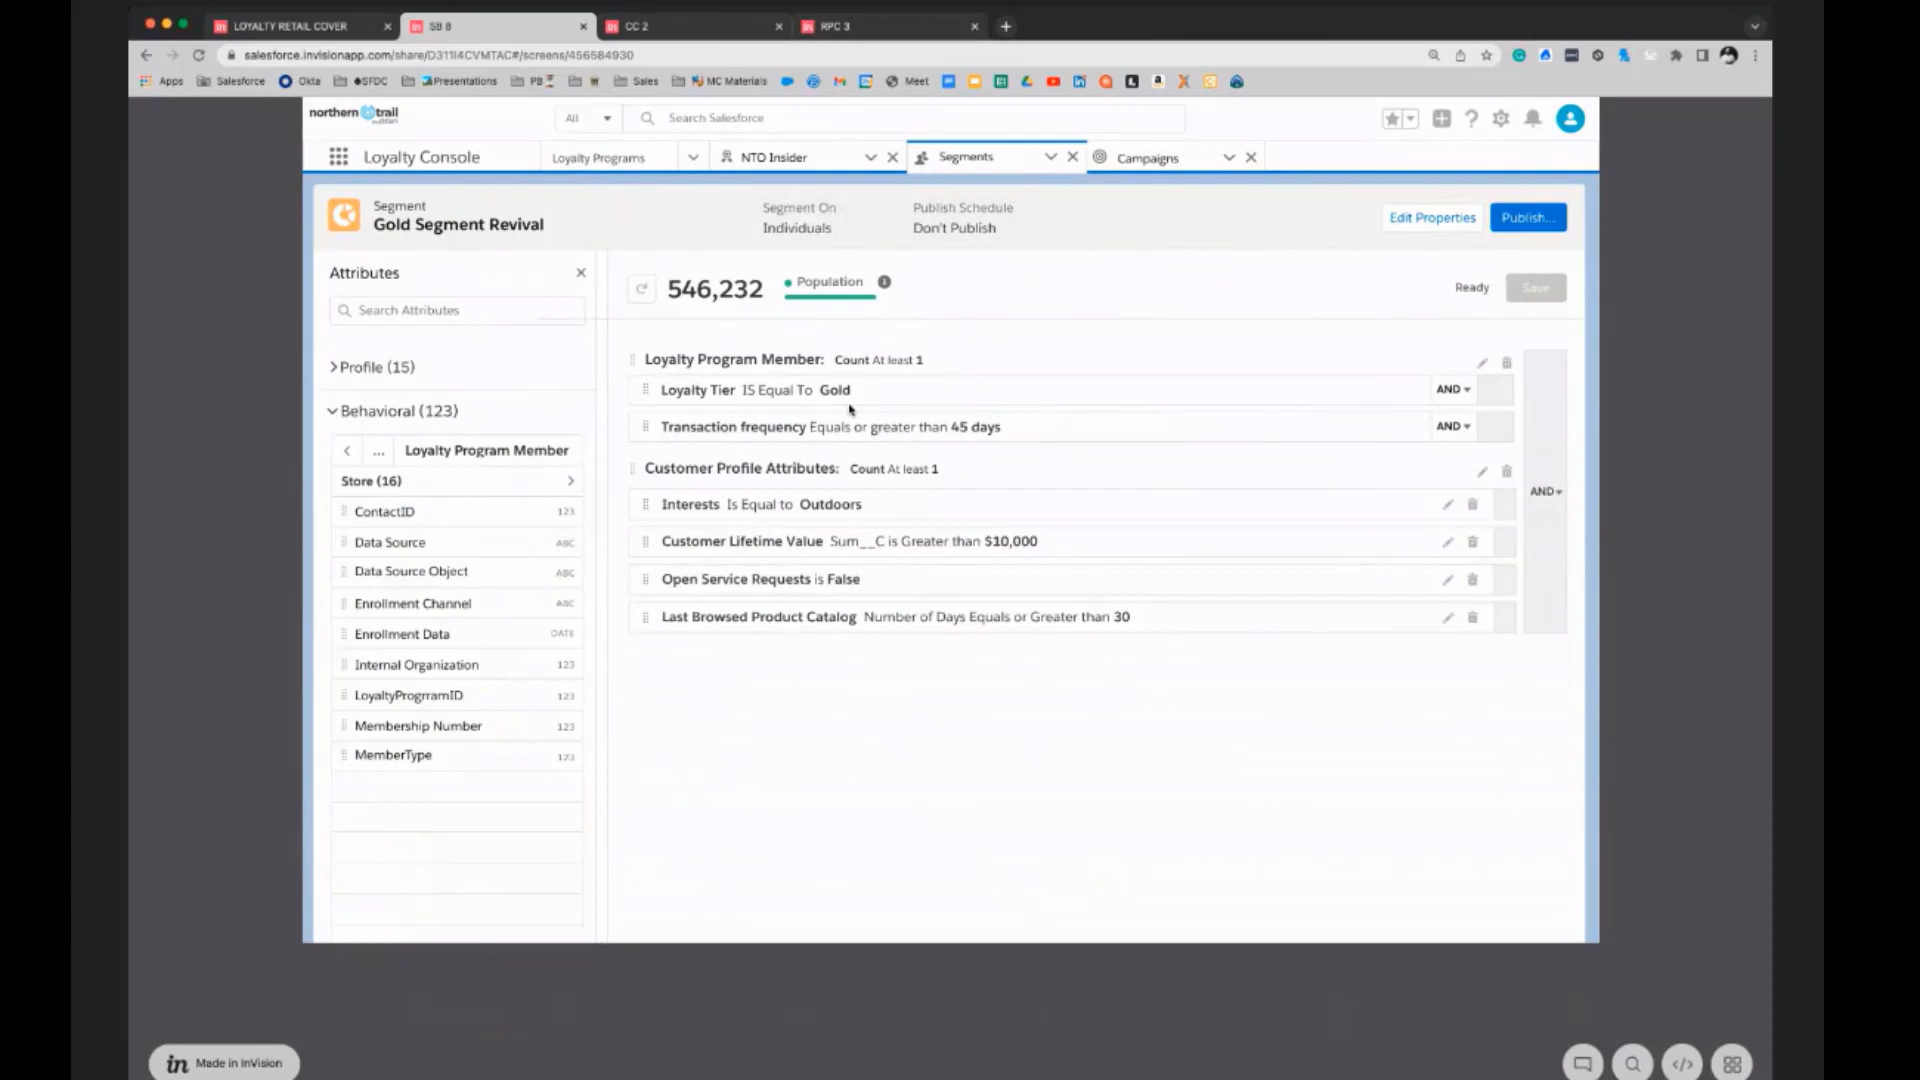 LOYALTY RETAIL COVER
SB 8
CC 2
RPC 3
salesforce.invisionapp.com/share/D311I4CVMTAC#/screens/456584930
Apps Salesforce Okta ♦SFDC Presentations PB Sales MC Materials Meet
northern trail
All
Search Salesforce
Loyalty Console
Loyalty Programs
NTO Insider
Segments
Campaigns
Segment
Gold Segment Revival
Segment On
Individuals
Publish Schedule
Don't Publish
Edit Properties
Publish...
Attributes
Search Attributes
Profile (15)
Behavioral (123)
... Loyalty Program Member
Store (16)
ContactID 123
Data Source ABC
Data Source Object ABC
Enrollment Channel ABC
Enrollment Data DATE
Internal Organization 123
LoyaltyProgrramID 123
Membership Number 123
MemberType 123
546,232
Population
Ready
Save
Loyalty Program Member: Count At least 1
Loyalty Tier IS Equal To Gold AND
Transaction frequency Equals or greater than 45 days AND
Customer Profile Attributes: Count At least 1
Interests Is Equal to Outdoors
AND
Customer Lifetime Value Sum__C is Greater than $10,000
Open Service Requests is False
Last Browsed Product Catalog Number of Days Equals or Greater than 30
in Made in InVision